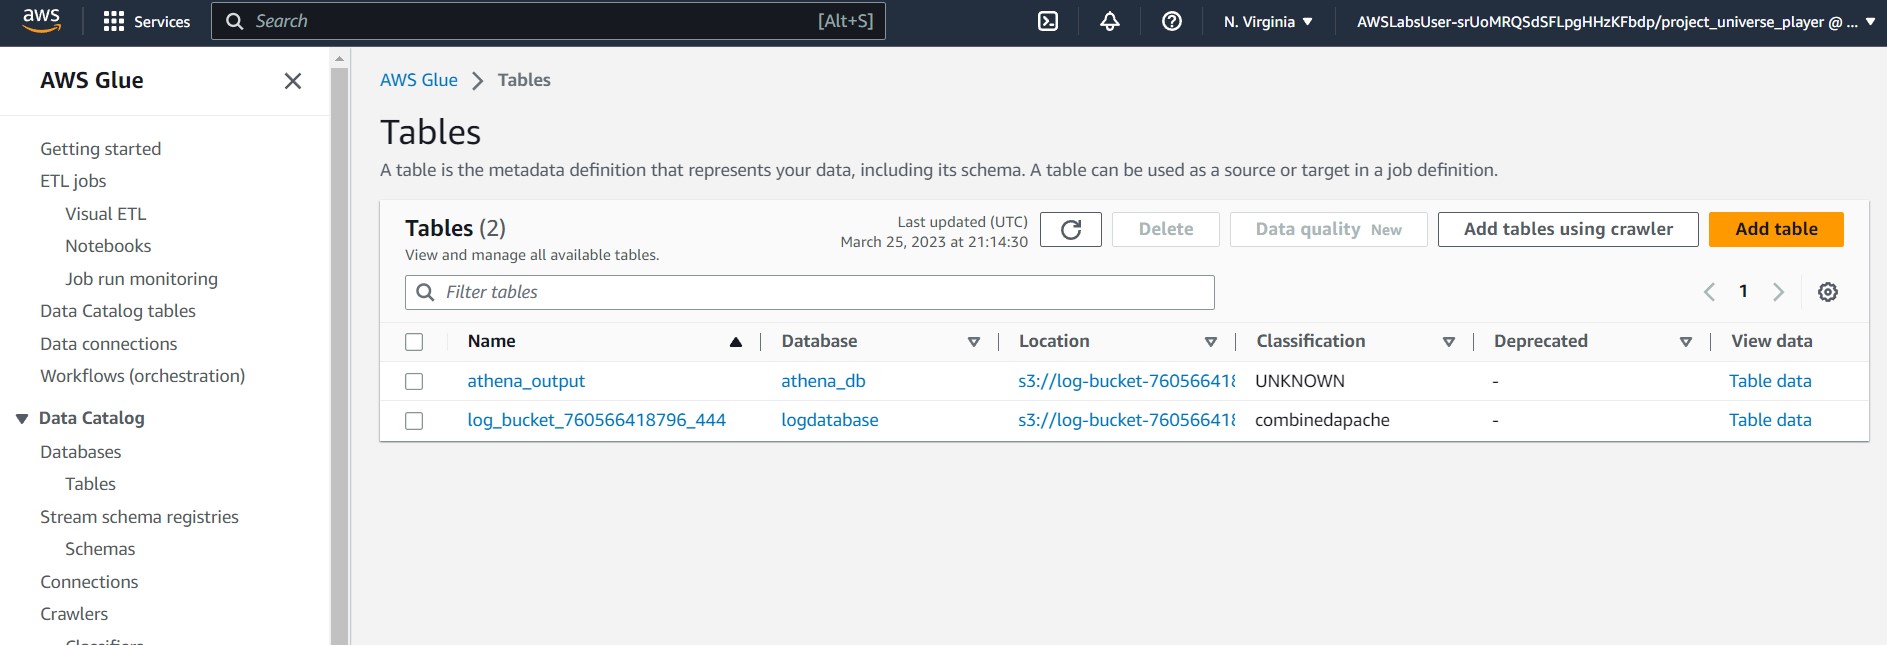 aws
Services
Search [Alt+S]
N. Virginia
AWSLabsUser-srUoMRQSdSFLpgHHzKFbdp/project_universe_player @ ...
AWS Glue
Getting started
ETL jobs
Visual ETL
Notebooks
Job run monitoring
Data Catalog tables
Data connections
Workflows (orchestration)
Data Catalog
Databases
Tables
Stream schema registries
Schemas
Connections
Crawlers
Classifiers
AWS Glue > Tables
Tables
A table is the metadata definition that represents your data, including its schema. A table can be used as a source or target in a job definition.
Tables (2)
View and manage all available tables.
Last updated (UTC)
March 25, 2023 at 21:14:30
Delete
Data quality New
Add tables using crawler
Add table
Filter tables
1
Name Database Location Classification Deprecated View data
athena_output athena_db s3://log-bucket-760566418 UNKNOWN - Table data
log_bucket_760566418796_444 logdatabase s3://log-bucket-760566418 combinedapache - Table data